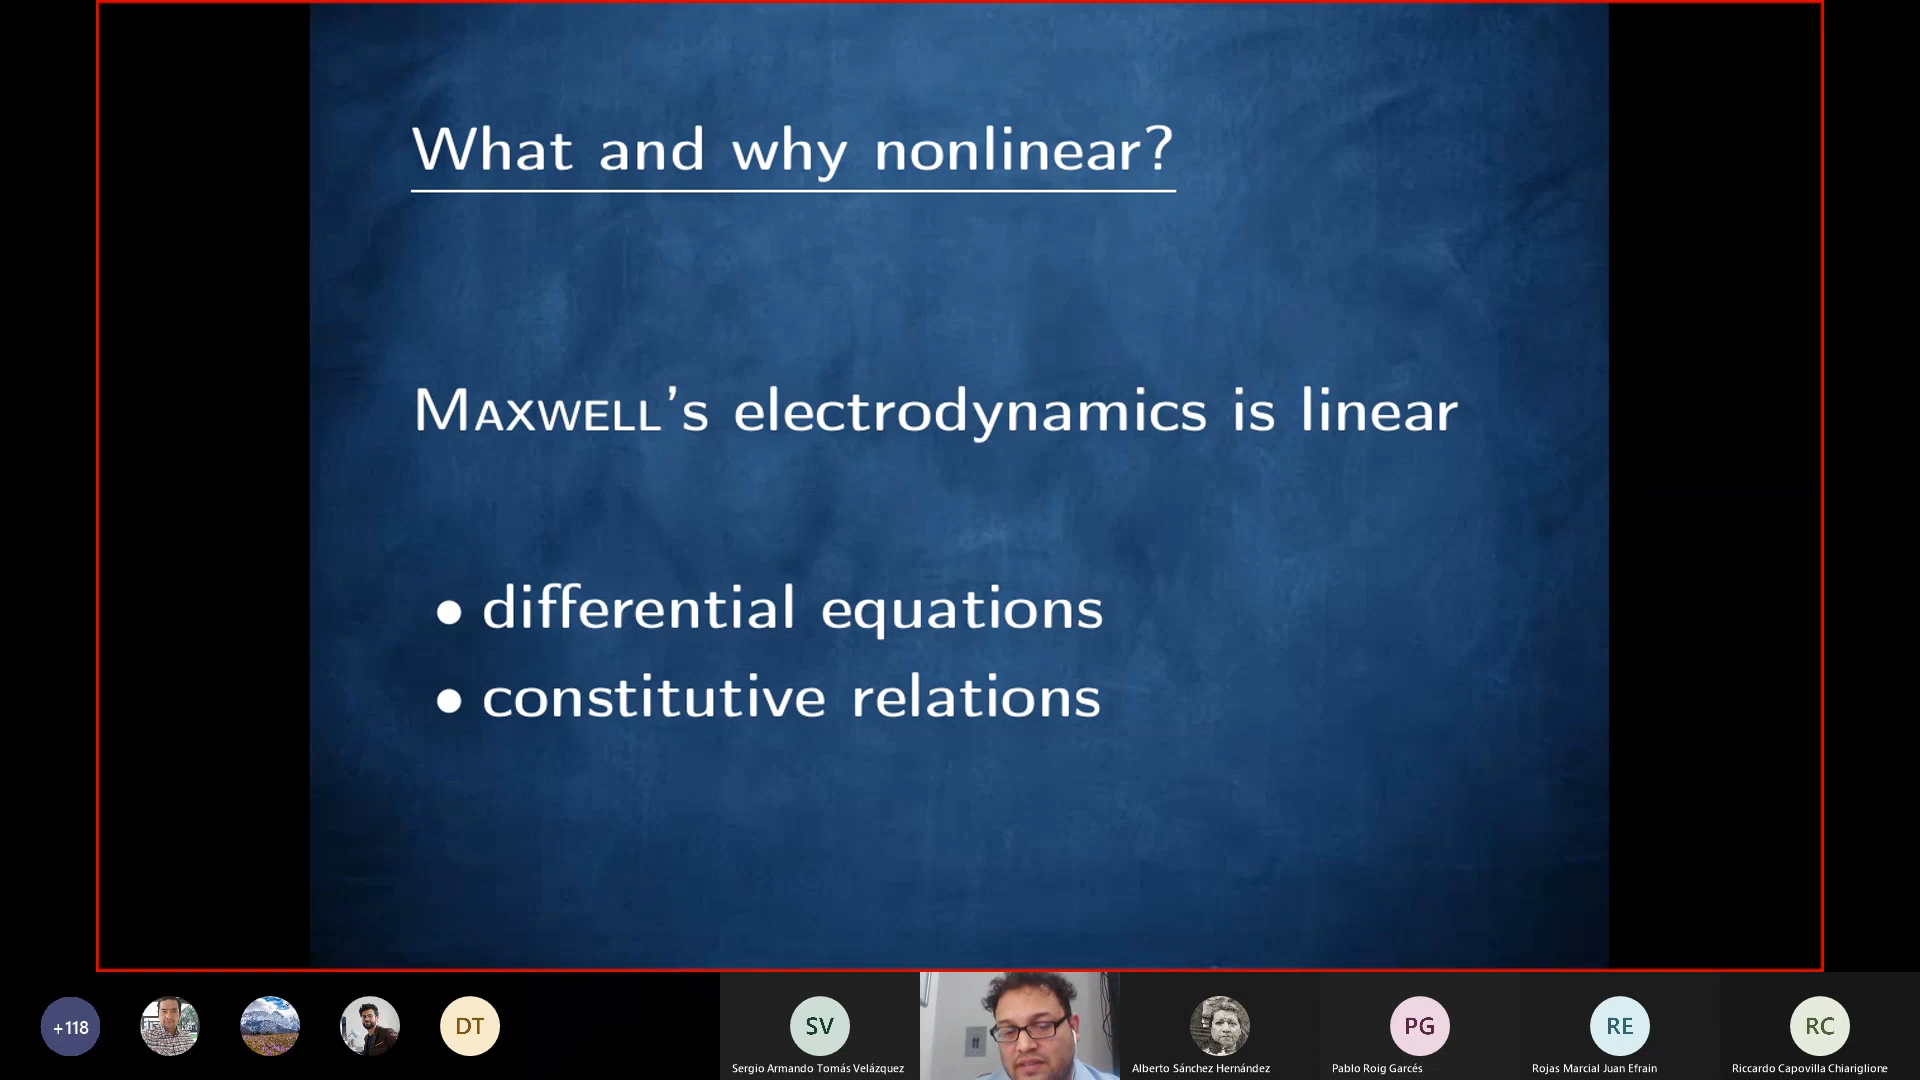 What and why nonlinear?
MAXWELL's electrodynamics is linear
• differential equations
• constitutive relations
+118
DT
SV
PG
RE
RC
Sergio Armando Tomás Velázquez
Alberto Sánchez Hernández
Pablo Roig Garcés
Rojas Marcial Juan Efrain
Riccardo Capovilla Chiariglione